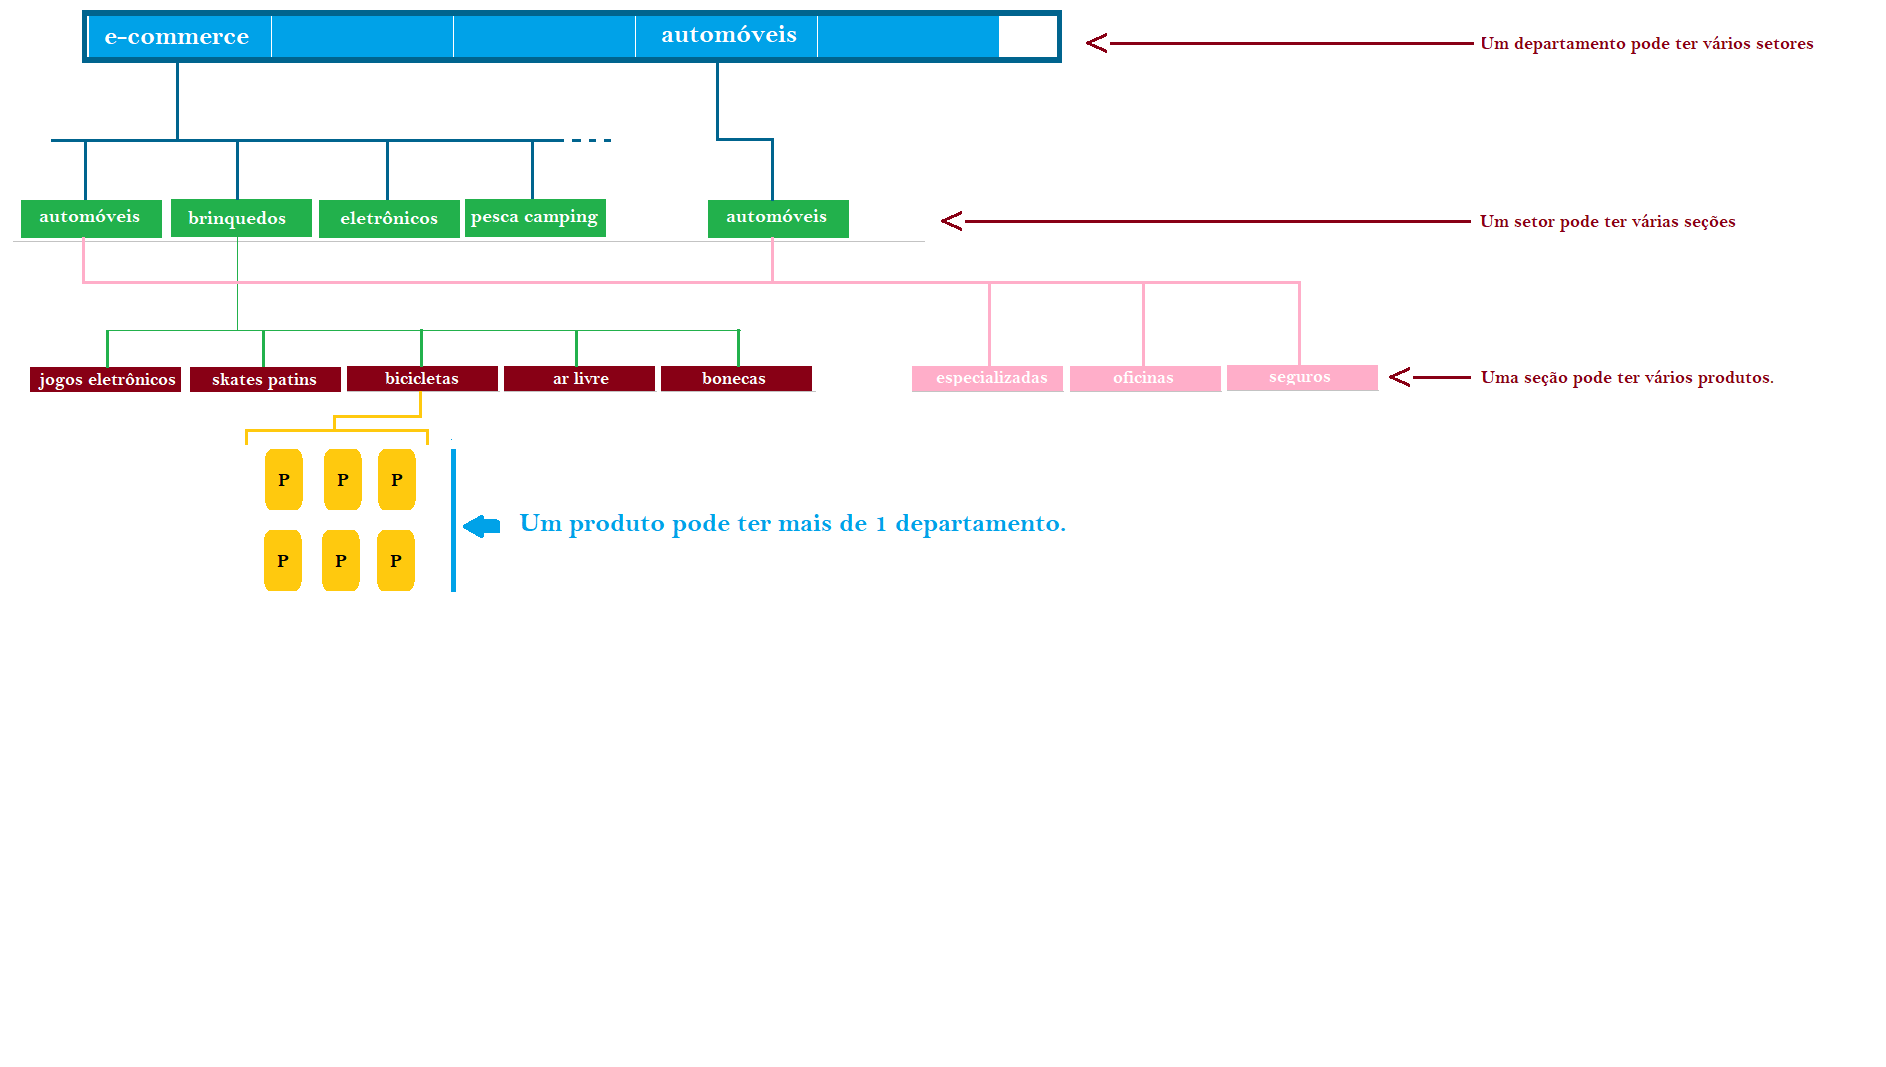 e-commerce
automóveis
Um departamento pode ter vários setores
automóveis
brinquedos
eletrônicos
pesca camping
automóveis
Um setor pode ter várias seções
jogos eletrônicos
skates patins
bicicletas
ar livre
bonecas
especializadas
oficinas
seguros
Uma seção pode ter vários produtos.
P
P
P
Um produto pode ter mais de 1 departamento.
P
P
P